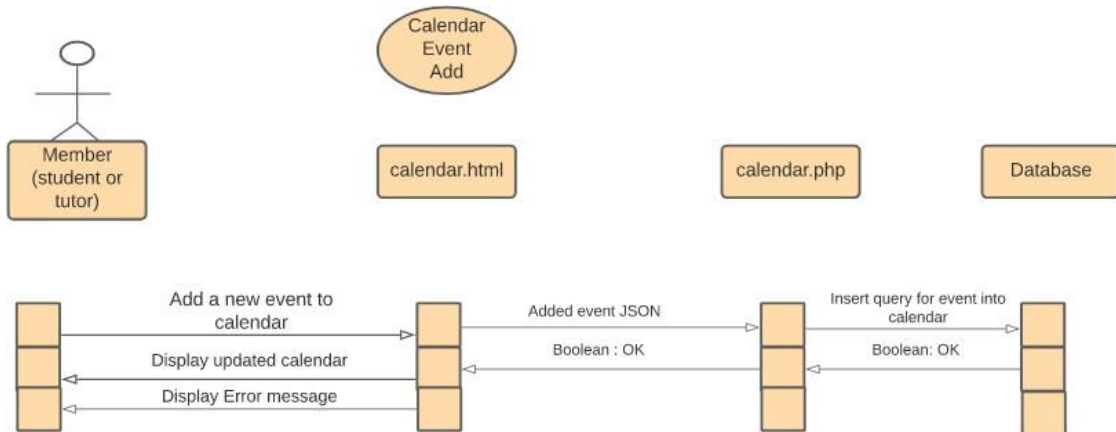 Calendar
Event
Add
Member
(student or
tutor)
calendar.html
calendar.php
Database
Add a new event to
calendar
Added event JSON
Insert query for event into
calendar
Display updated calendar
Boolean : OK
Boolean: OK
Display Error message